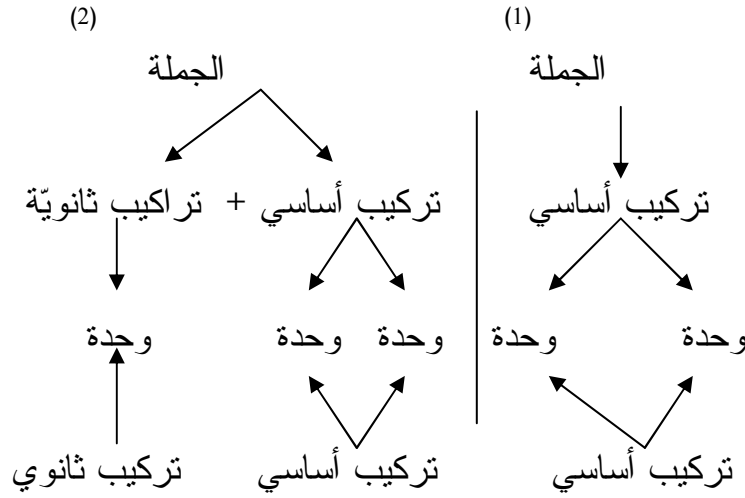 (1) (2)
الجملة الجملة
تركيب أساسي تركيب أساسي + تراكيب ثانويّة
وحدة وحدة وحدة وحدة وحدة
تركيب أساسي تركيب أساسي تركيب ثانوي